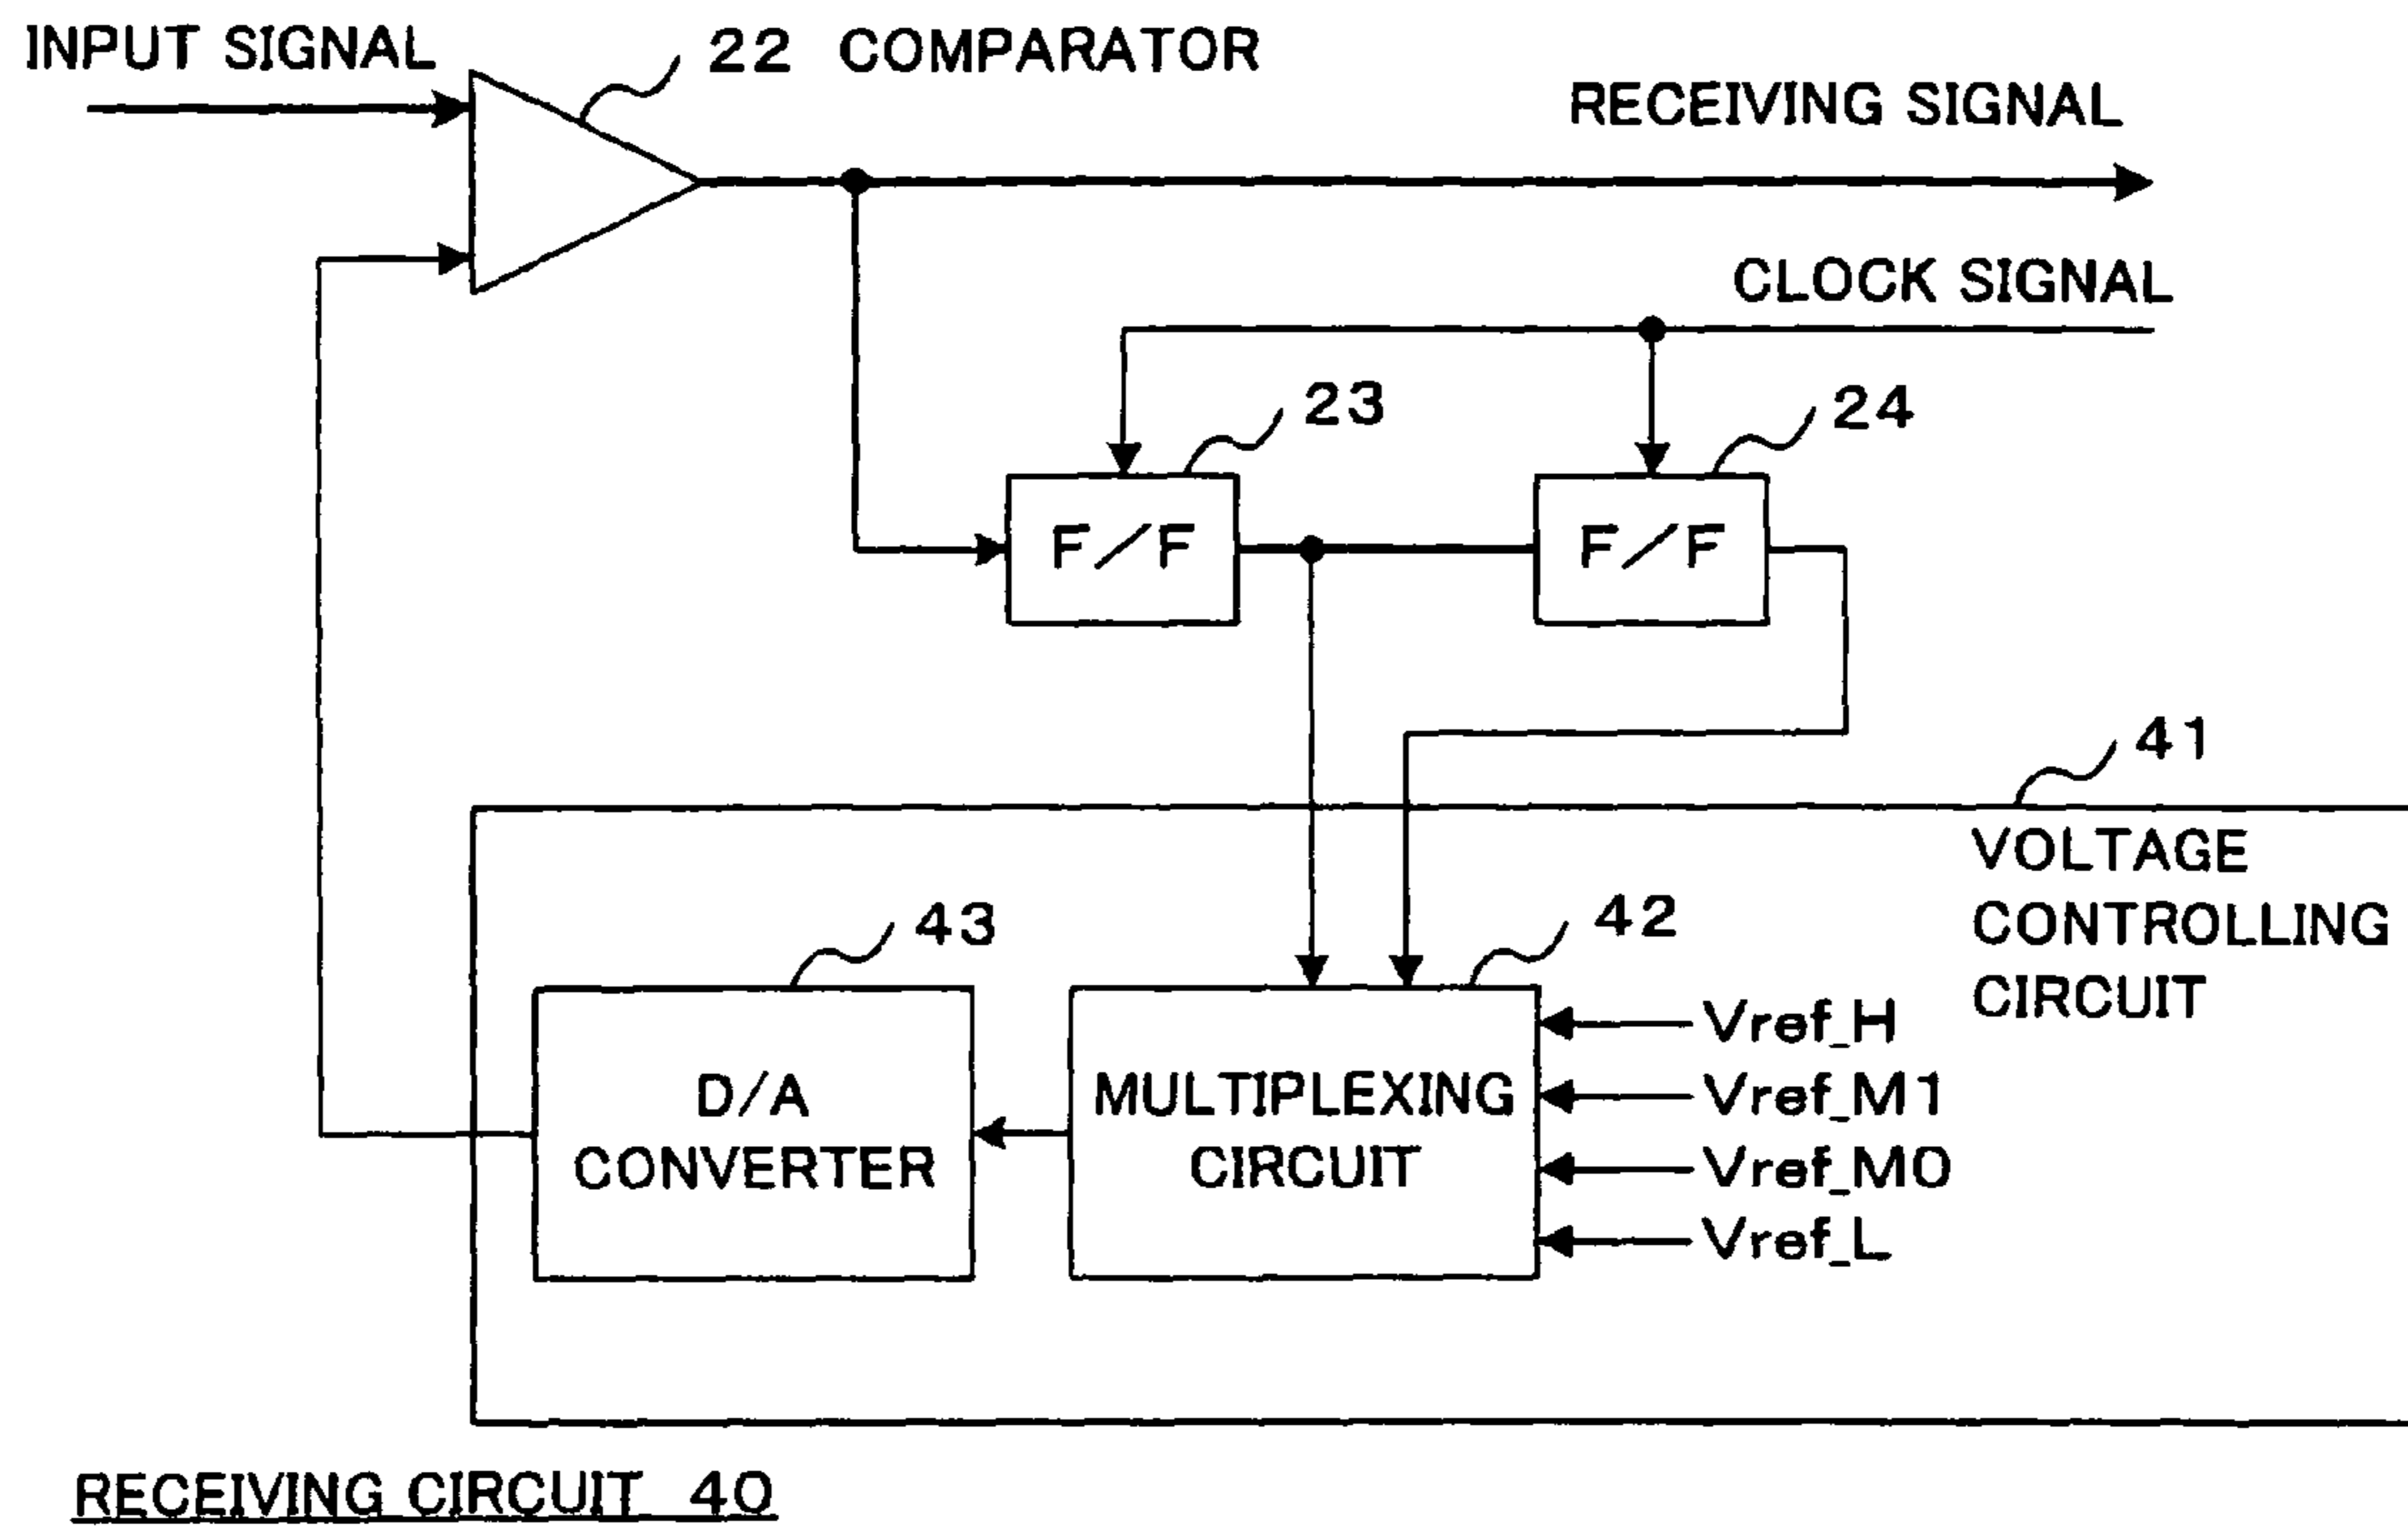 INPUT SIGNAL
22 COMPARATOR
RECEIVING SIGNAL
CLOCK SIGNAL
23
24
F/F
F/F
41
VOLTAGE
CONTROLLING
CIRCUIT
43
42
D/A
CONVERTER
MULTIPLEXING
CIRCUIT
Vref_H
Vref_M1
Vref_M0
Vref_L
RECEIVING CIRCUIT 40